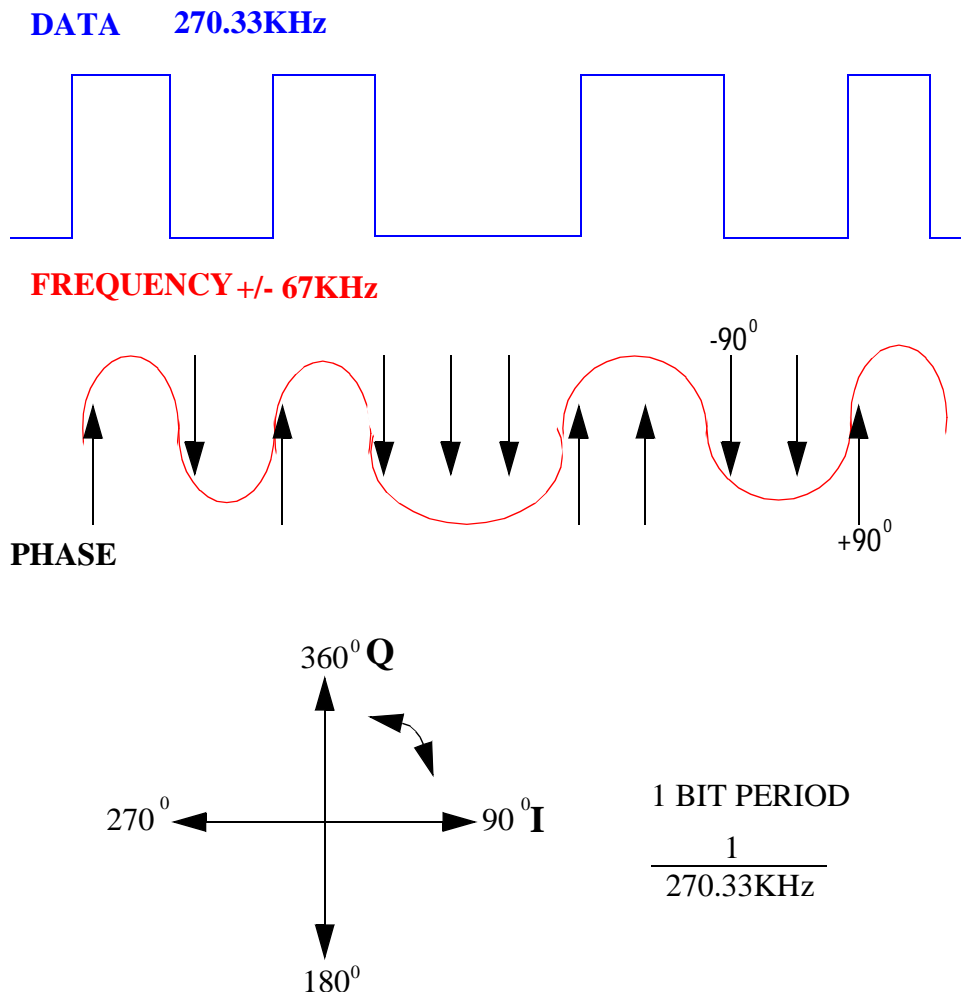 DATA 270.33KHz
FREQUENCY +/- 67KHz
-90⁰
+90⁰
PHASE
360⁰ Q
270⁰
90⁰ I
1 BIT PERIOD
1
270.33KHz
180⁰